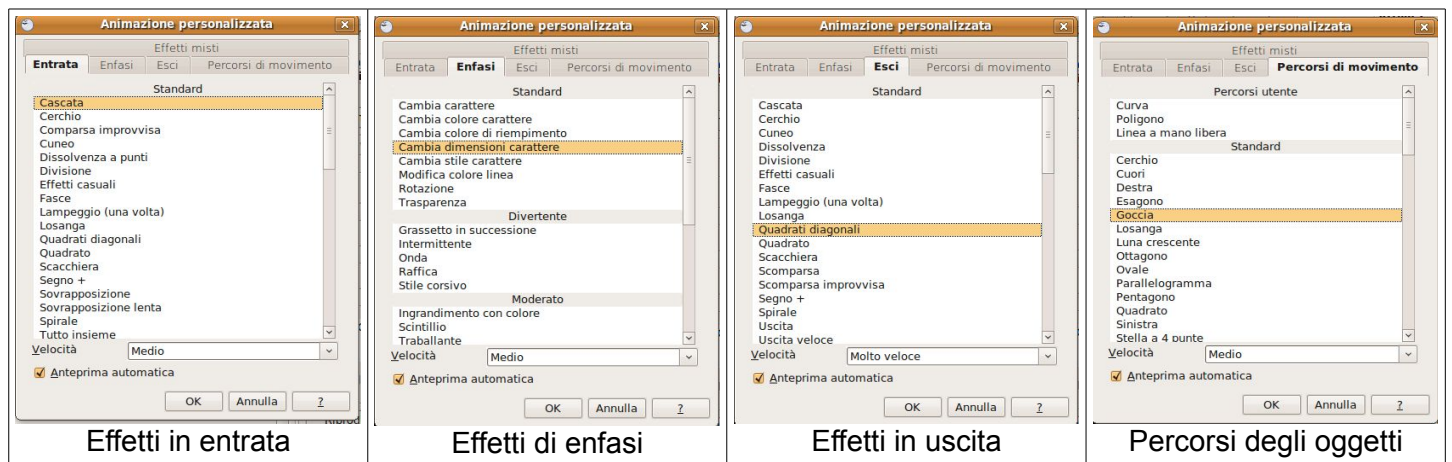 Animazione personalizzata
Effetti misti
Entrata Enfasi Esci Percorsi di movimento
Standard
Cascata
Cerchio
Comparsa improvvisa
Cuneo
Dissolvenza a punti
Divisione
Effetti casuali
Fasce
Lampeggio (una volta)
Losanga
Quadrati diagonali
Quadrato
Scacchiera
Segno +
Sovrapposizione
Sovrapposizione lenta
Spirale
Tutto insieme
Velocità Medio
Anteprima automatica
OK Annulla ?
Effetti in entrata
Animazione personalizzata
Effetti misti
Entrata Enfasi Esci Percorsi di movimento
Standard
Cambia carattere
Cambia colore carattere
Cambia colore di riempimento
Cambia dimensioni carattere
Cambia stile carattere
Modifica colore linea
Rotazione
Trasparenza
Divertente
Grassetto in successione
Intermittente
Onda
Raffica
Stile corsivo
Moderato
Ingrandimento con colore
Scintillio
Traballante
Velocità Medio
Anteprima automatica
OK Annulla ?
Effetti di enfasi
Animazione personalizzata
Effetti misti
Entrata Enfasi Esci Percorsi di movimento
Standard
Cascata
Cerchio
Cuneo
Dissolvenza
Divisione
Effetti casuali
Fasce
Lampeggio (una volta)
Losanga
Quadrati diagonali
Quadrato
Scacchiera
Scomparsa
Scomparsa improvvisa
Segno +
Spirale
Uscita
Uscita veloce
Velocità Molto veloce
Anteprima automatica
OK Annulla ?
Effetti in uscita
Animazione personalizzata
Effetti misti
Entrata Enfasi Esci Percorsi di movimento
Percorsi utente
Curva
Poligono
Linea a mano libera
Standard
Cerchio
Cuori
Destra
Esagono
Goccia
Losanga
Luna crescente
Ottagono
Ovale
Parallelogramma
Pentagono
Quadrato
Sinistra
Stella a 4 punte
Velocità Medio
Anteprima automatica
OK Annulla ?
Percorsi degli oggetti